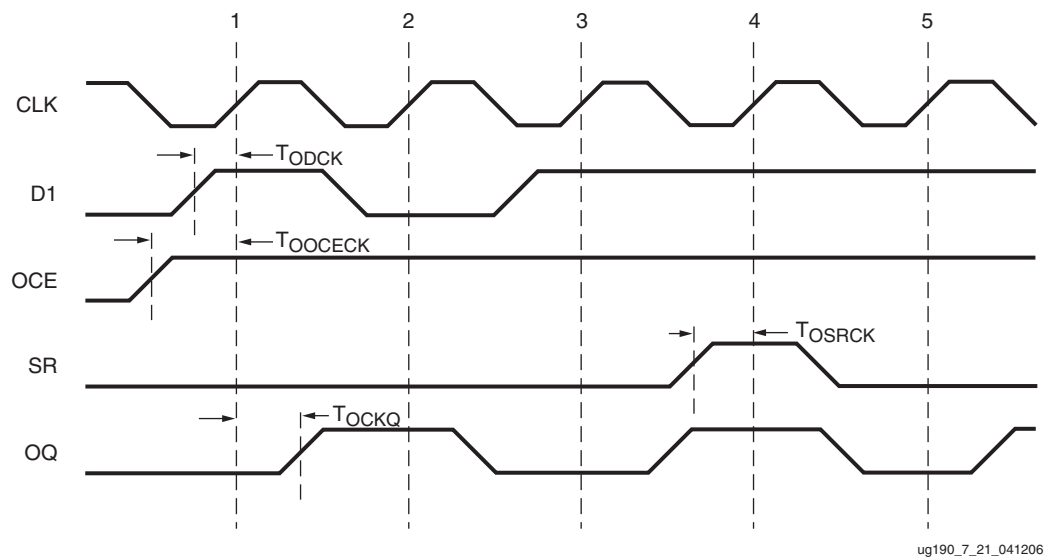 1 2 3 4 5
CLK
TODCK
D1
TOOCECK
OCE
TOSRCK
SR
TOCKQ
OQ
ug190_7_21_041206